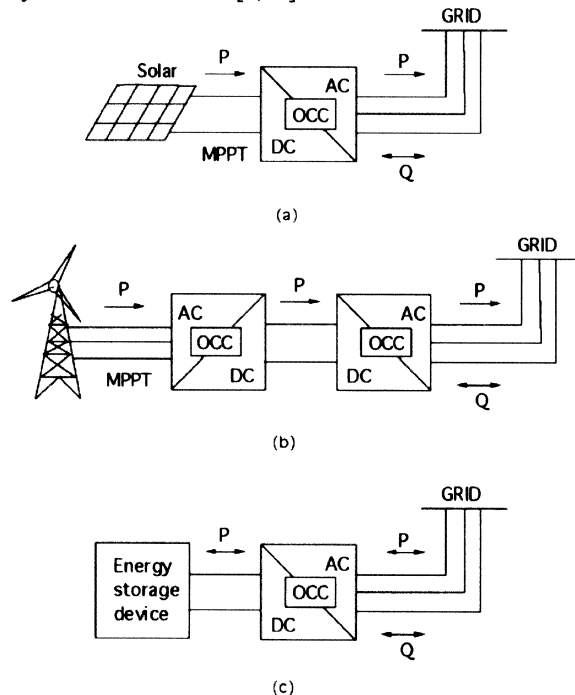 GRID
P
P
Solar
AC
OCC
DC
MPPT
Q
(a)
GRID
P
P
P
AC
AC
OCC
OCC
DC
DC
MPPT
Q
(b)
GRID
P
P
Energy
storage
device
AC
OCC
DC
Q
(c)